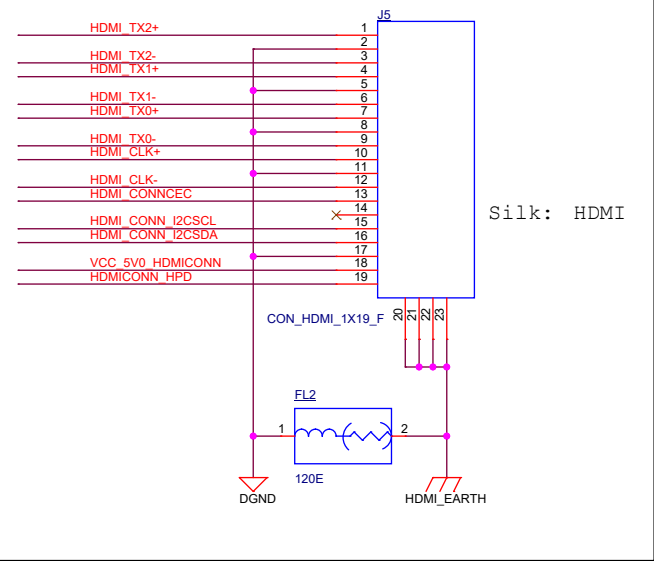 J5
HDMI_TX2+ 1
2
HDMI_TX2- 3
HDMI_TX1+ 4
5
HDMI_TX1- 6
HDMI_TX0+ 7
8
HDMI_TX0- 9
HDMI_CLK+ 10
11
HDMI_CLK- 12
HDMI_CONNCEC 13
14
Silk: HDMI
HDMI_CONN_I2CSCL 15
HDMI_CONN_I2CSDA 16
17
VCC_5V0_HDMICONN 18
HDMICONN_HPD 19
CON_HDMI_1X19_F
20
21
22
23
FL2
1 2
120E
DGND
HDMI_EARTH